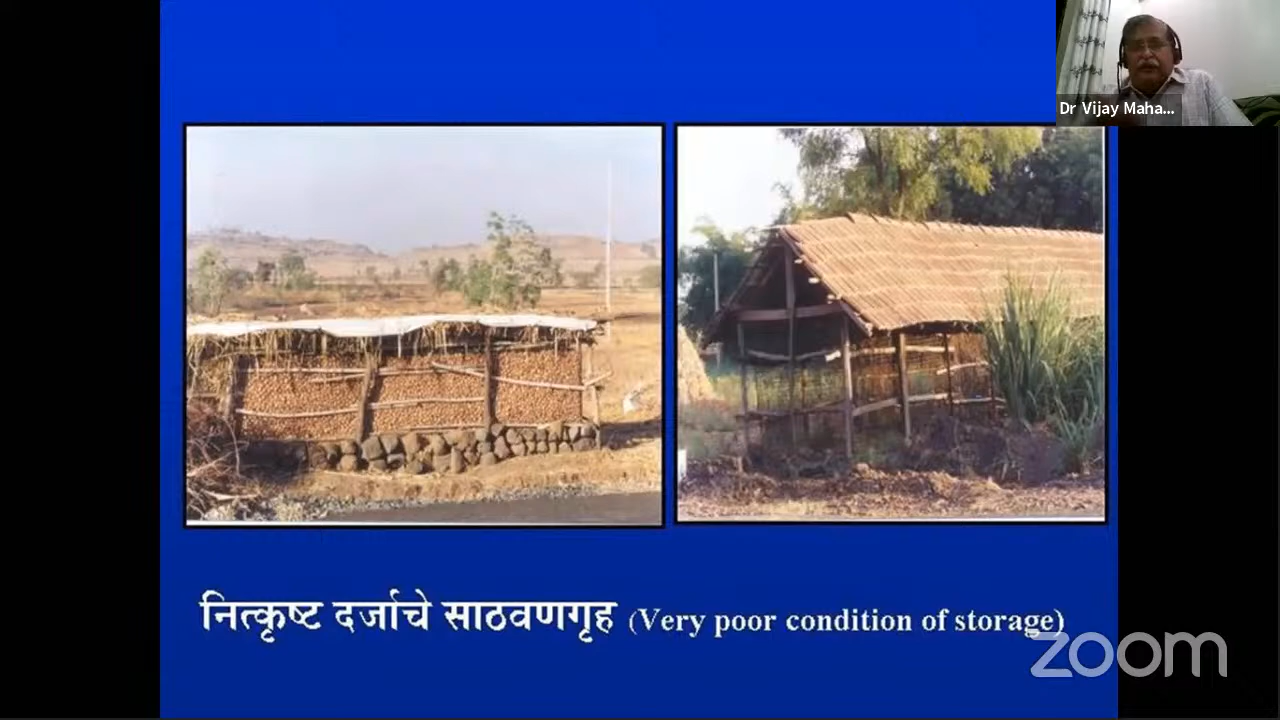 Dr Vijay Maha...
नित्कृष्ट दर्जाचे साठवणगृह (Very poor condition of storage)
zoom